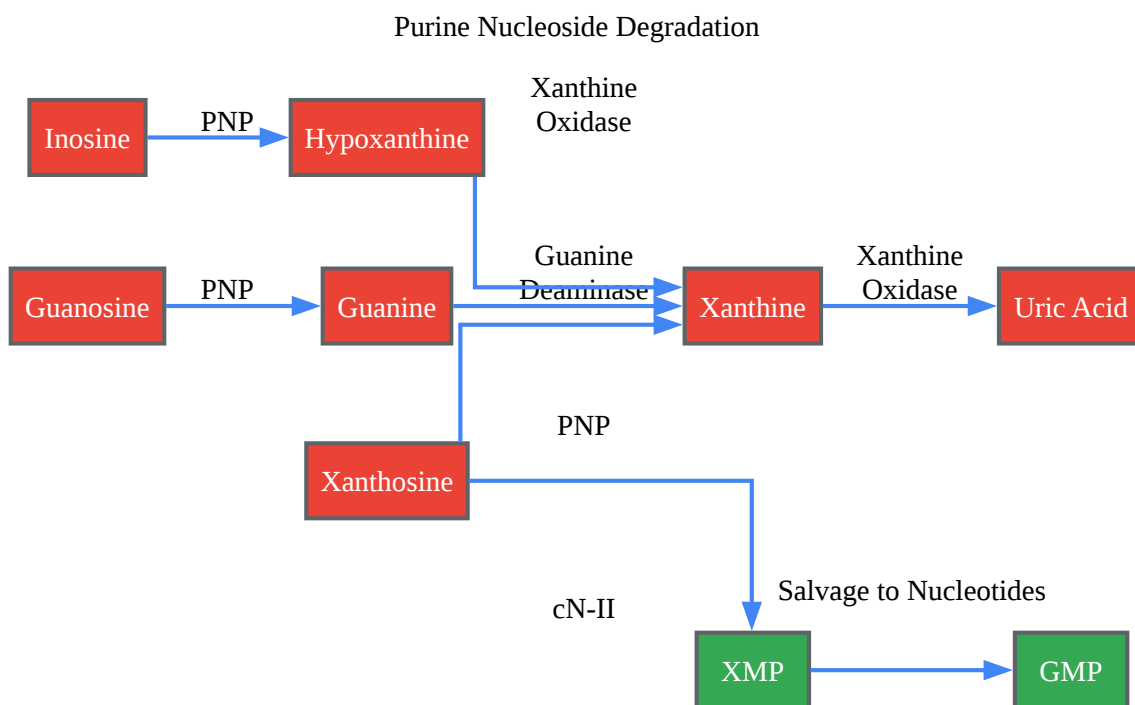 Purine Nucleoside Degradation
Xanthine
Oxidase
Inosine
PNP
Hypoxanthine
Guanosine
PNP
Guanine
Guanine
Deaminase
Xanthine
Xanthine
Oxidase
Uric Acid
PNP
Xanthosine
cN-II
Salvage to Nucleotides
XMP
GMP